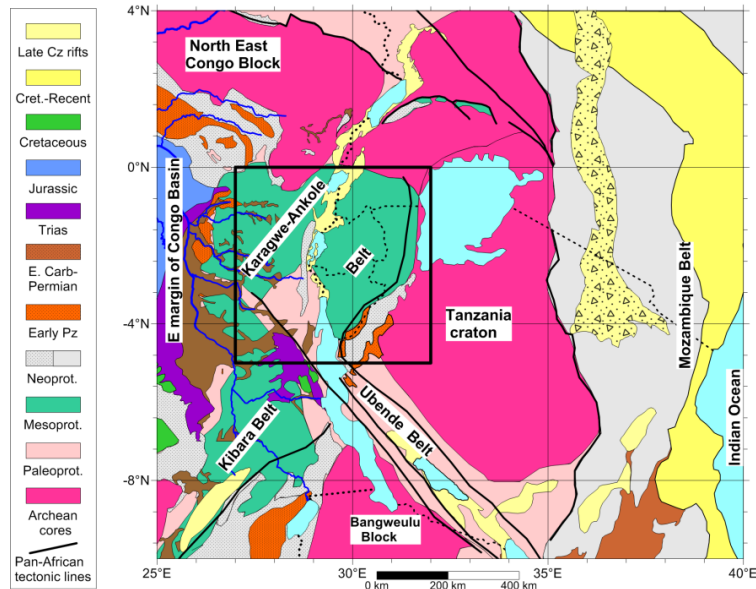 Late Cz rifts
Cret.-Recent
Cretaceous
Jurassic
Trias
E. Carb-
Permian
Early Pz
Neoprot.
Mesoprot.
Paleoprot.
Archean
cores
Pan-African
tectonic lines
4°N
0°N
-4°N
-8°N
25°E
30°E
35°E
40°E
North East
Congo Block
E margin of Congo Basin
Karagwe-Ankole
Belt
Tanzania
craton
Mozambique Belt
Indian Ocean
Kibara Belt
Ubende Belt
Bangweulu
Block
0 km
200 km
400 km